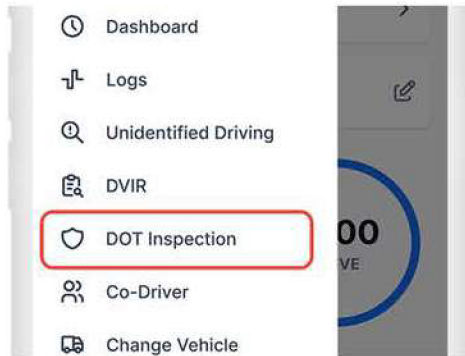 Dashboard
Logs
Unidentified Driving
DVIR
DOT Inspection
00
VE
Co-Driver
Change Vehicle